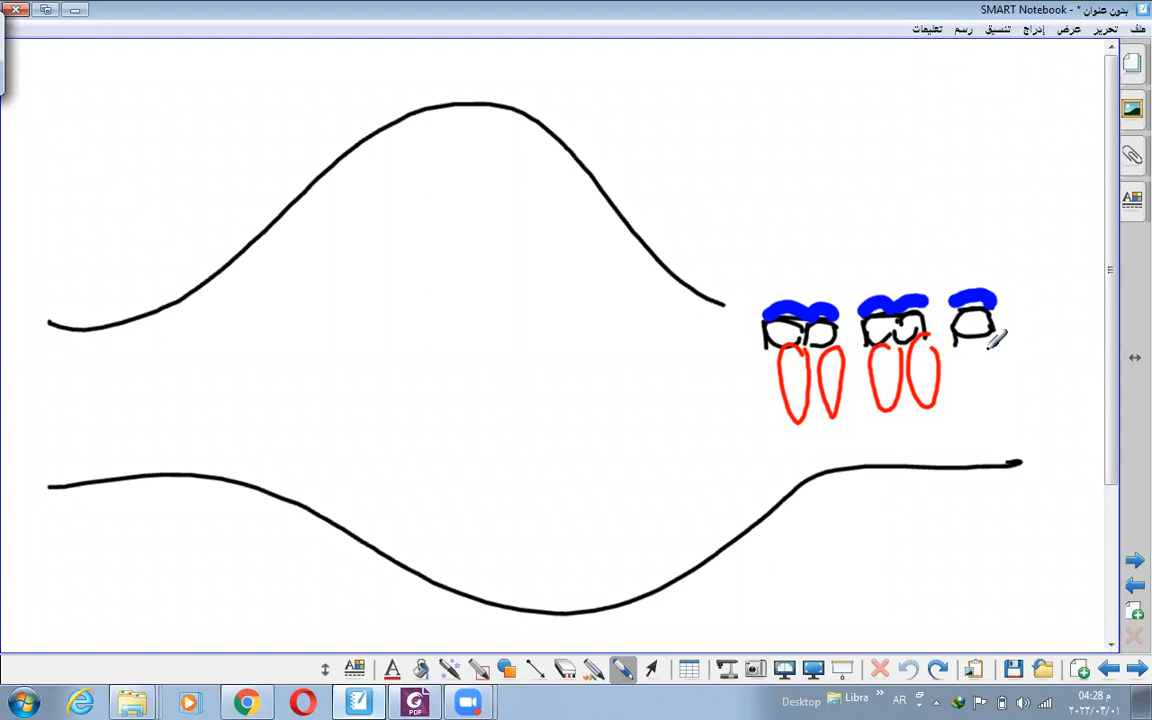 بدون عنوان * - SMART Notebook
ملف تحرير عرض إدراج تنسيق رسم تعليمات
PDF
Desktop
Libra
AR
04:28 م
٢٠٢٢/٠٣/٠١